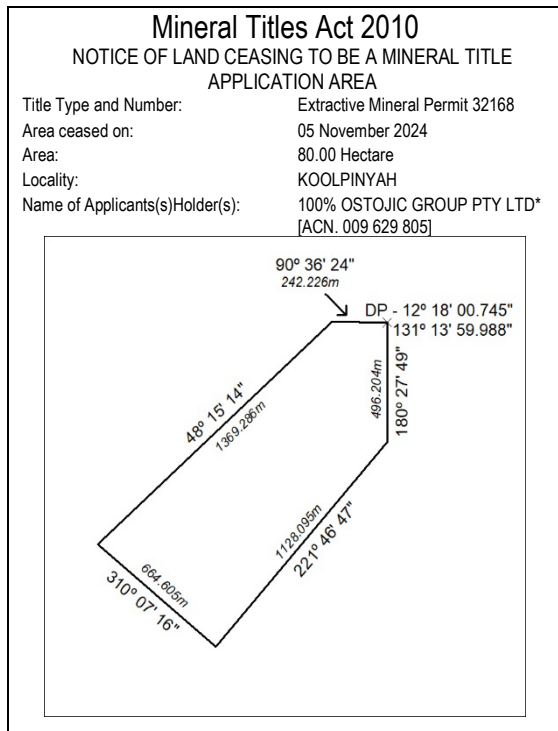 Mineral Titles Act 2010
NOTICE OF LAND CEASING TO BE A MINERAL TITLE
APPLICATION AREA
Title Type and Number: Extractive Mineral Permit 32168
Area ceased on: 05 November 2024
Area: 80.00 Hectare
Locality: KOOLPINYAH
Name of Applicants(s)Holder(s): 100% OSTOJIC GROUP PTY LTD*
[ACN. 009 629 805]
90º 36' 24"
242.226m
DP - 12º 18' 00.745"
131º 13' 59.988"
496.204m
180º 27' 49"
48º 15' 14"
1369.286m
1128.095m
221º 46' 47"
664.605m
310º 07' 16"